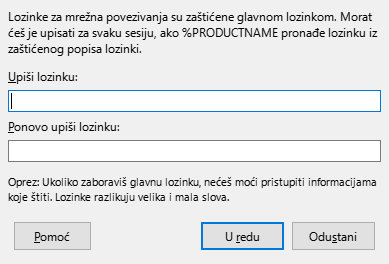 Lozinke za mrežna povezivanja su zaštićene glavnom lozinkom. Morat
ćeš je upisati za svaku sesiju, ako %PRODUCTNAME pronađe lozinku iz
zaštićenog popisa lozinki.
Upiši lozinku:
Ponovo upiši lozinku:
Oprez: Ukoliko zaboraviš glavnu lozinku, nećeš moći pristupiti informacijama
koje štiti. Lozinke razlikuju velika i mala slova.
Pomoć
U redu
Odustani